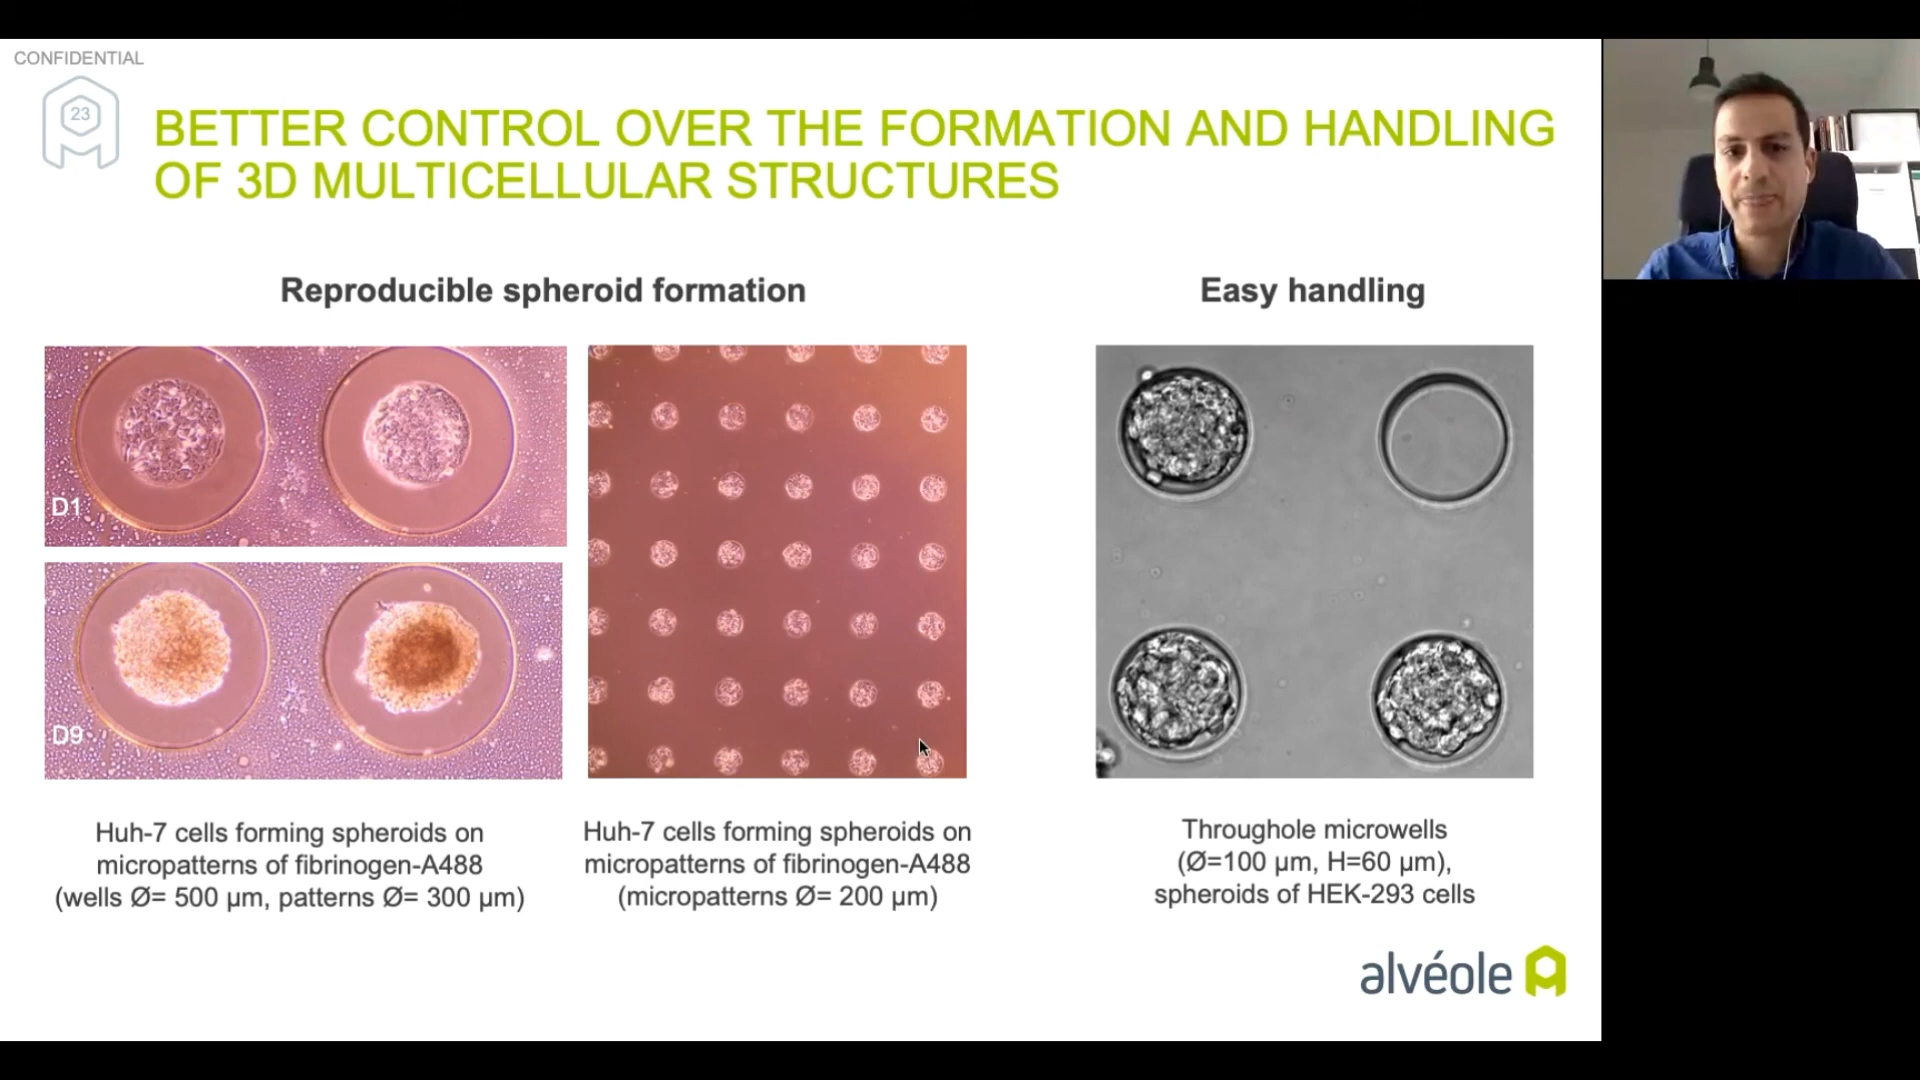 CONFIDENTIAL
23
BETTER CONTROL OVER THE FORMATION AND HANDLING
OF 3D MULTICELLULAR STRUCTURES
Reproducible spheroid formation
Easy handling
D1
D9
Huh-7 cells forming spheroids on
micropatterns of fibrinogen-A488
(wells Ø= 500 µm, patterns Ø= 300 µm)
Huh-7 cells forming spheroids on
micropatterns of fibrinogen-A488
(micropatterns Ø= 200 µm)
Throughole microwells
(Ø=100 µm, H=60 µm),
spheroids of HEK-293 cells
alvéole